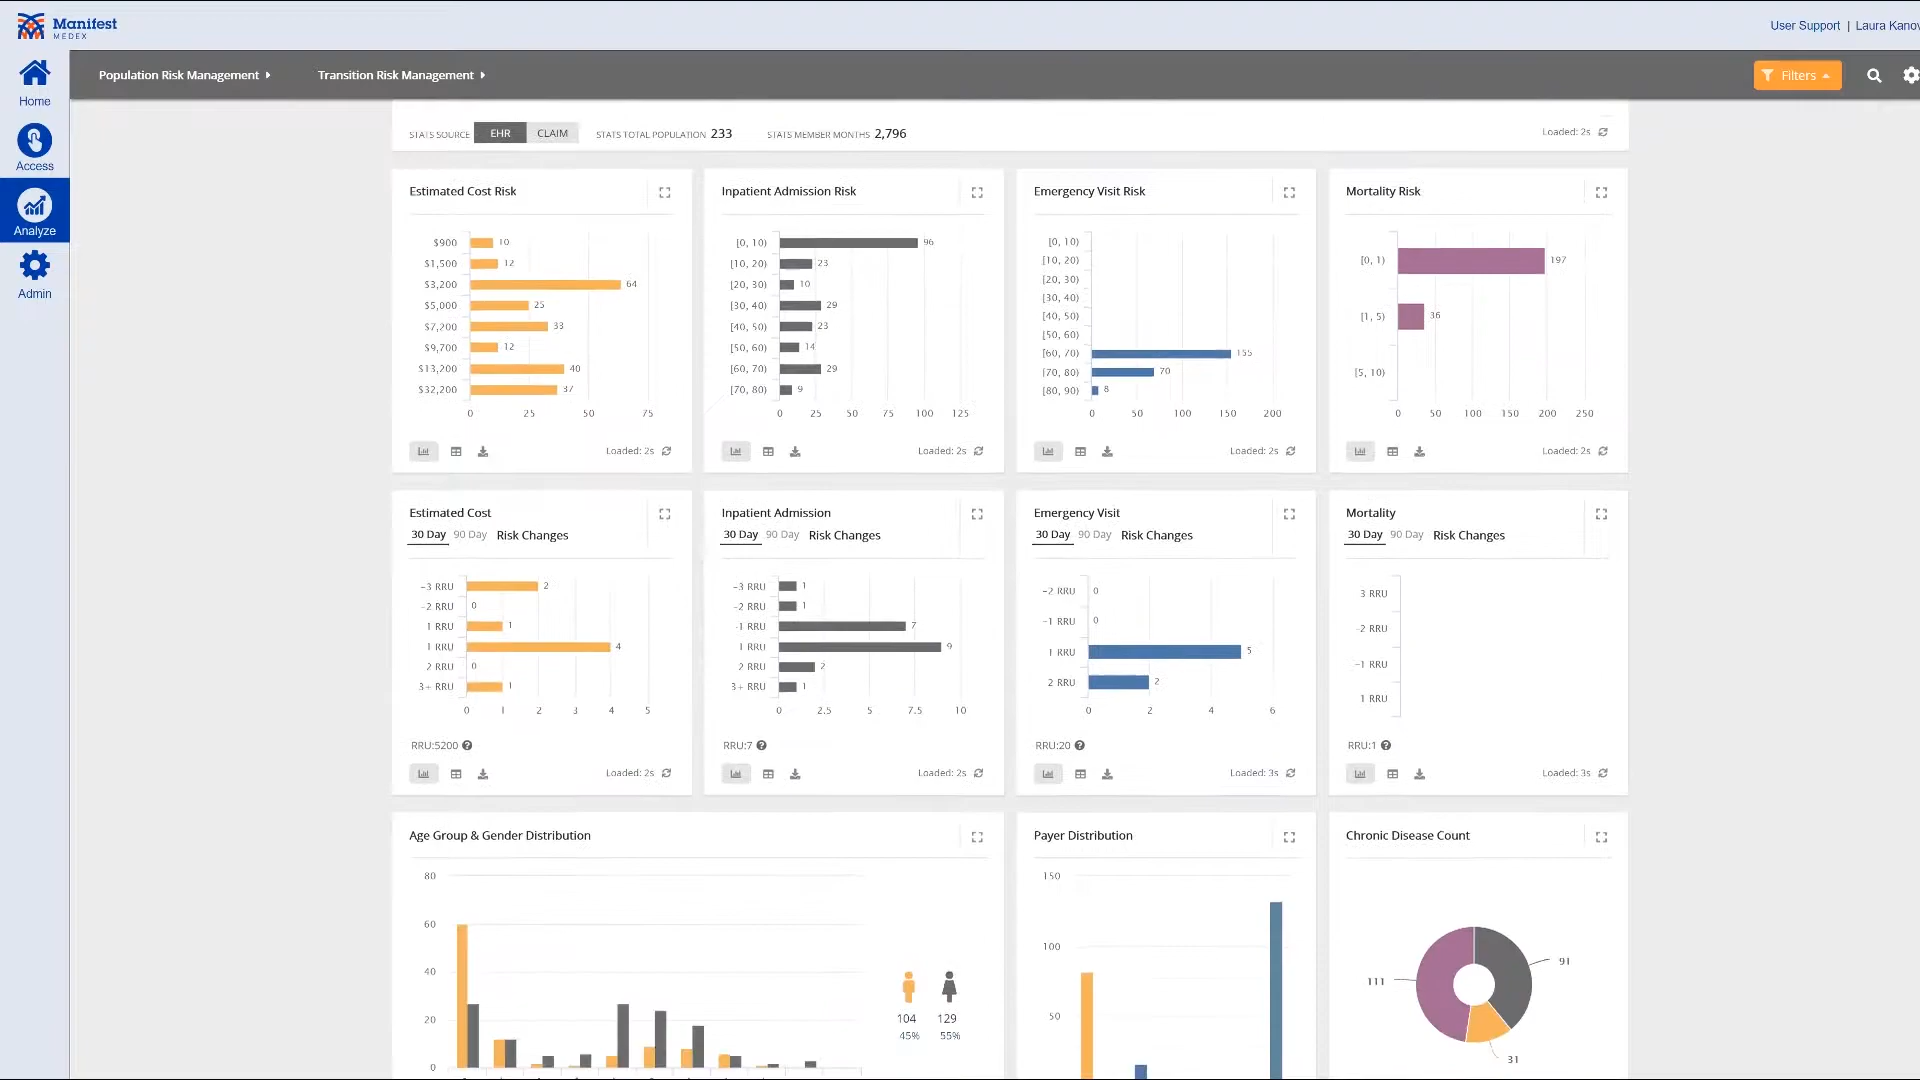 Manifest
MEDEX
User Support | Laura Kanov
Population Risk Management
Transition Risk Management
Filters
Home
Access
Analyze
Admin
STATS SOURCE EHR CLAIM STATS TOTAL POPULATION 233 STATS MEMBER MONTHS 2,796
Loaded: 2s
Estimated Cost Risk
$900 10
$1,500 12
$3,200 64
$5,000 25
$7,200 33
$9,700 12
$13,200 40
$32,200 37
0 25 50 75
Loaded: 2s
Inpatient Admission Risk
[0, 10) 96
[10, 20) 23
[20, 30) 10
[30, 40) 29
[40, 50) 23
[50, 60) 14
[60, 70) 29
[70, 80) 9
0 25 50 75 100 125
Loaded: 2s
Emergency Visit Risk
[0, 10)
[10, 20)
[20, 30)
[30, 40)
[40, 50)
[50, 60)
[60, 70) 155
[70, 80) 70
[80, 90) 8
0 50 100 150 200
Loaded: 2s
Mortality Risk
[0, 1) 197
[1, 5) 36
[5, 10)
0 50 100 150 200 250
Loaded: 2s
Estimated Cost
30 Day 90 Day Risk Changes
-3 RRU 2
-2 RRU 0
1 RRU 1
1 RRU 4
2 RRU 0
3+ RRU 1
0 1 2 3 4 5
RRU:5200
Loaded: 2s
Inpatient Admission
30 Day 90 Day Risk Changes
-3 RRU 1
-2 RRU 1
-1 RRU 7
1 RRU 9
2 RRU 2
3+ RRU 1
0 2.5 5 7.5 10
RRU:7
Loaded: 2s
Emergency Visit
30 Day 90 Day Risk Changes
-2 RRU 0
-1 RRU 0
1 RRU 5
2 RRU 2
0 2 4 6
RRU:20
Loaded: 3s
Mortality
30 Day 90 Day Risk Changes
3 RRU
-2 RRU
-1 RRU
1 RRU
RRU:1
Loaded: 3s
Age Group & Gender Distribution
80
60
40
20
0
104 129
45% 55%
Payer Distribution
150
100
50
Chronic Disease Count
91
111
31